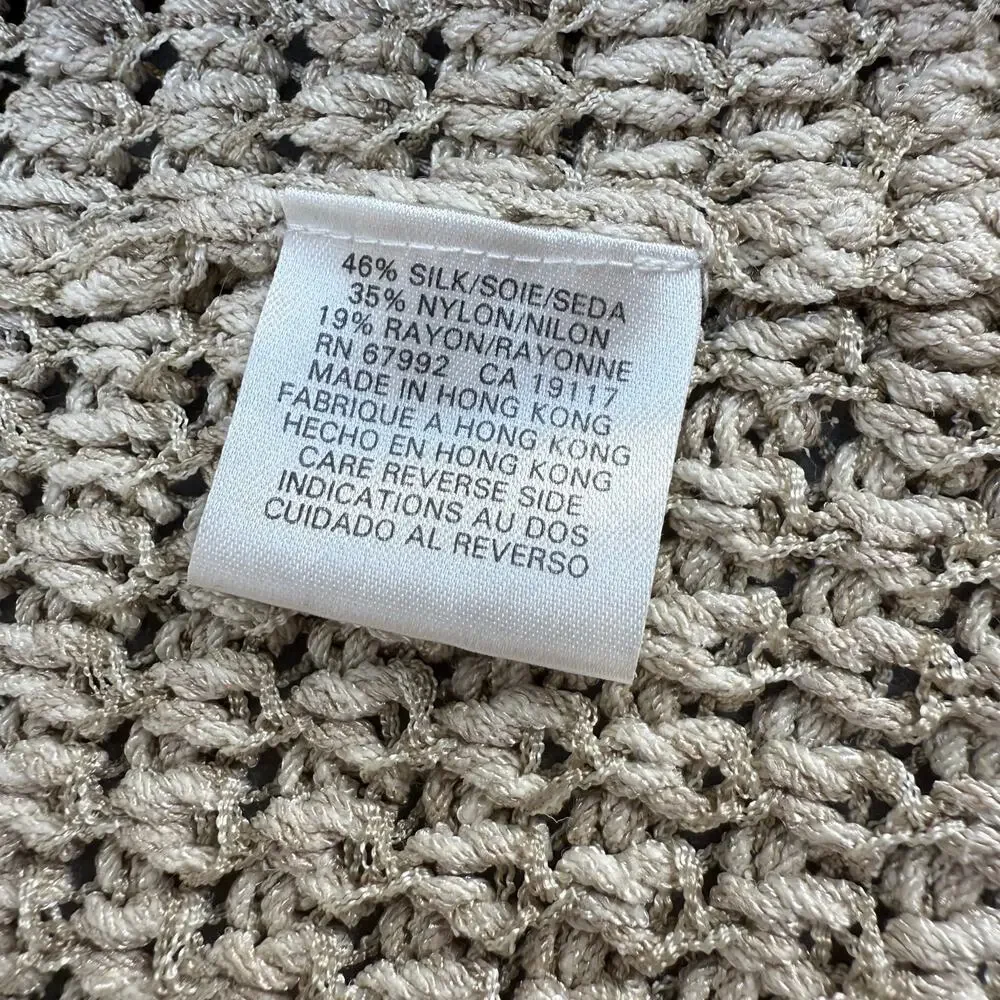 46% SILK/SOIE/SEDA
35% NYLON/NILON
19% RAYON/RAYONNE
RN 67992 CA 19117
MADE IN HONG KONG
FABRIQUE A HONG KONG
HECHO EN HONG KONG
CARE REVERSE SIDE
INDICATIONS AU DOS
CUIDADO AL REVERSO